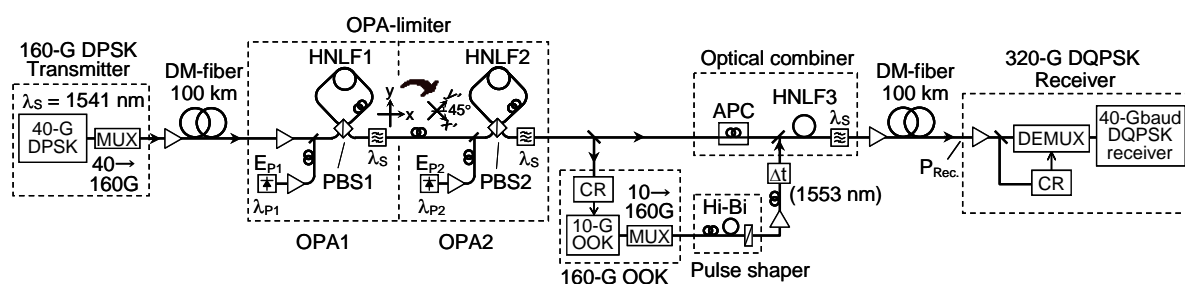 OPA-limiter
160-G DPSK
Transmitter
λS = 1541 nm
40-G
DPSK
MUX
40→
160G
DM-fiber
100 km
HNLF1
EP1
λP1
PBS1
λS
OPA1
y
x
y'
x'
45°
HNLF2
EP2
λP2
PBS2
λS
OPA2
CR
10-G
OOK
10→
160G
MUX
160-G OOK
Hi-Bi
Pulse shaper
Optical combiner
APC
HNLF3
λS
Δt
(1553 nm)
DM-fiber
100 km
PRec.
320-G DQPSK
Receiver
DEMUX
CR
40-Gbaud
DQPSK
receiver